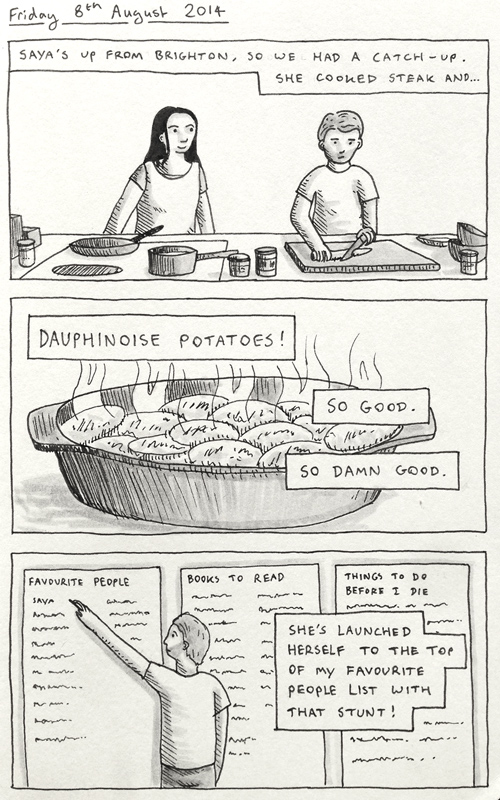 Friday 8th August 2014
SAYA'S UP FROM BRIGHTON, SO WE HAD A CATCH-UP.
SHE COOKED STEAK AND...
DAUPHINOISE POTATOES!
SO GOOD.
SO DAMN GOOD.
FAVOURITE PEOPLE
SAYA
BOOKS TO READ
THINGS TO DO
BEFORE I DIE
SHE'S LAUNCHED
HERSELF TO THE TOP
OF MY FAVOURITE
PEOPLE LIST WITH
THAT STUNT!